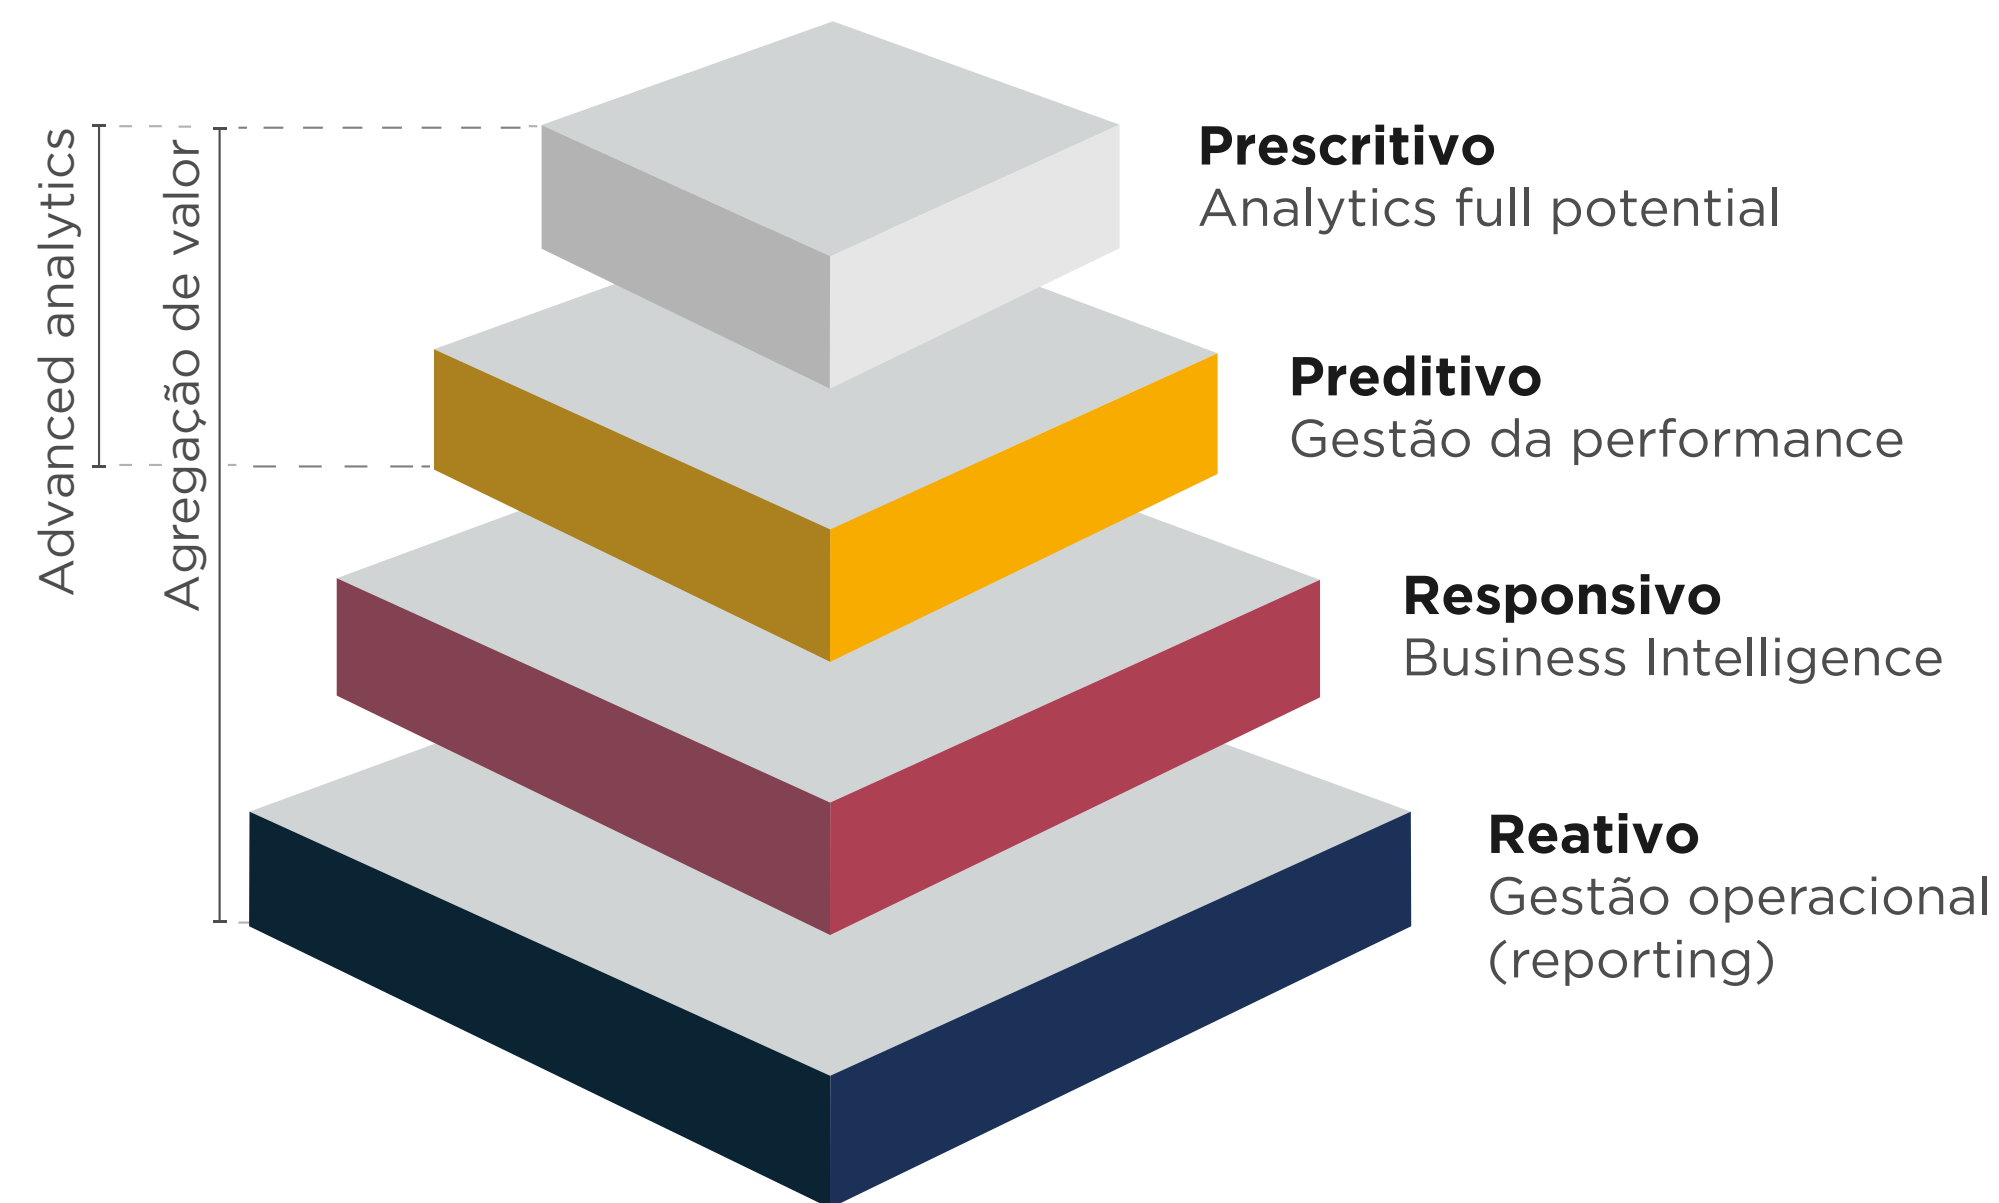 Advanced analytics
Agregação de valor
Prescritivo
Analytics full potential
Preditivo
Gestão da performance
Responsivo
Business Intelligence
Reativo
Gestão operacional
(reporting)